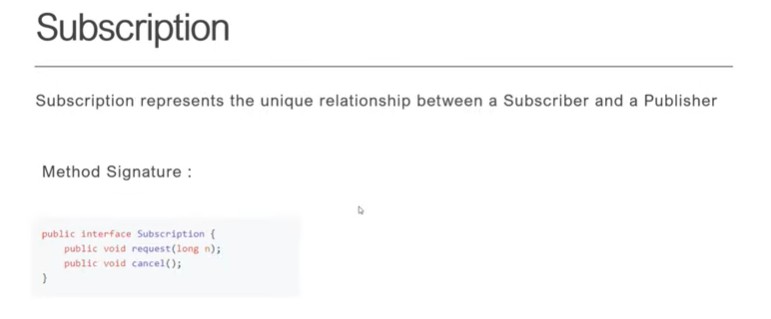 Subscription
Subscription represents the unique relationship between a Subscriber and a Publisher
Method Signature :
public interface Subscription {
    public void request(long n);
    public void cancel();
}